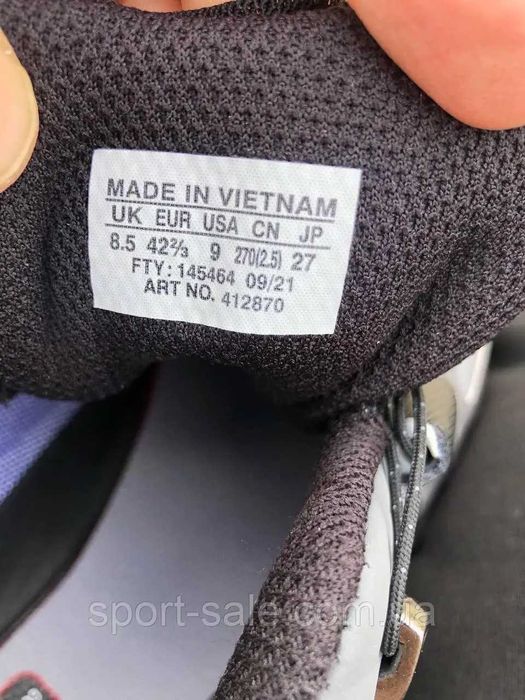 MADE IN VIETNAM
UK EUR USA CN JP
8.5 42⅔ 9 270(2.5) 27
FTY: 145464 09/21
ART NO. 412870
sport-sale.com.ua